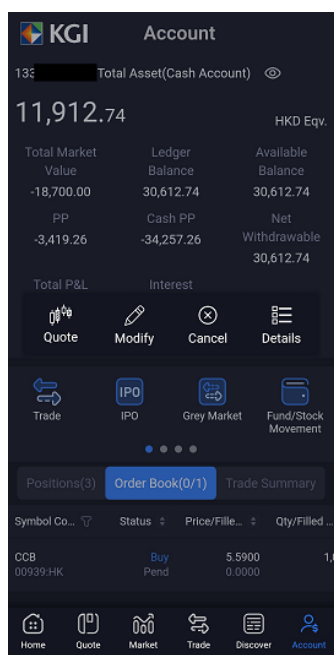 KGI Account
133 Total Asset(Cash Account)
11,912.74 HKD Eqv.
Total Market Value Ledger Balance Available Balance
-18,700.00 30,612.74 30,612.74
PP Cash PP Net Withdrawable
-3,419.26 -34,257.26 30,612.74
Total P&L Interest
Quote Modify Cancel Details
Trade IPO Grey Market Fund/Stock Movement
IPO
Positions(3) Order Book(0/1) Trade Summary
Symbol Co... Status Price/Fille... Qty/Filled ...
CCB Buy 5.5900
00939:HK Pend 0.0000
Home Quote Market Trade Discover Account